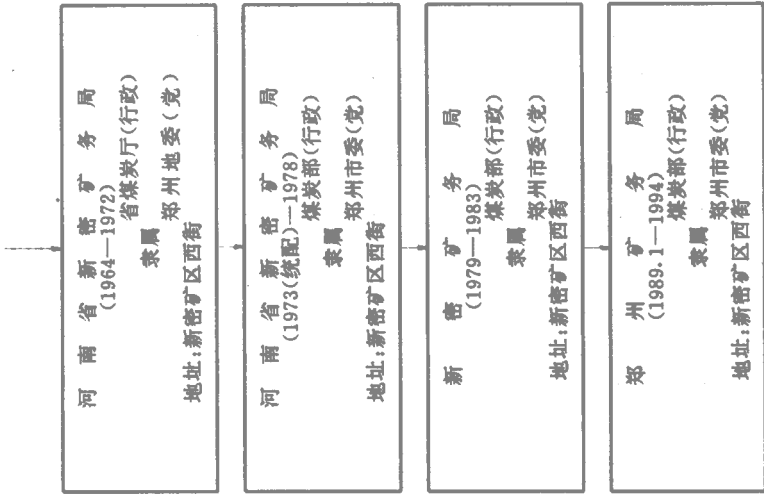 河南省新密矿务局
(1964—1972)
省煤炭厅(行政)
隶属
郑州地委(党)
地址:新密矿区西街
河南省新密矿务局
(1973(统配)—1978)
煤炭部(行政)
隶属
郑州市委(党)
地址:新密矿区西街
新密矿务局
(1979—1983)
煤炭部(行政)
隶属
郑州市委(党)
地址:新密矿区西街
郑州矿务局
(1989.1—1994)
煤炭部(行政)
隶属
郑州市委(党)
地址:新密矿区西街